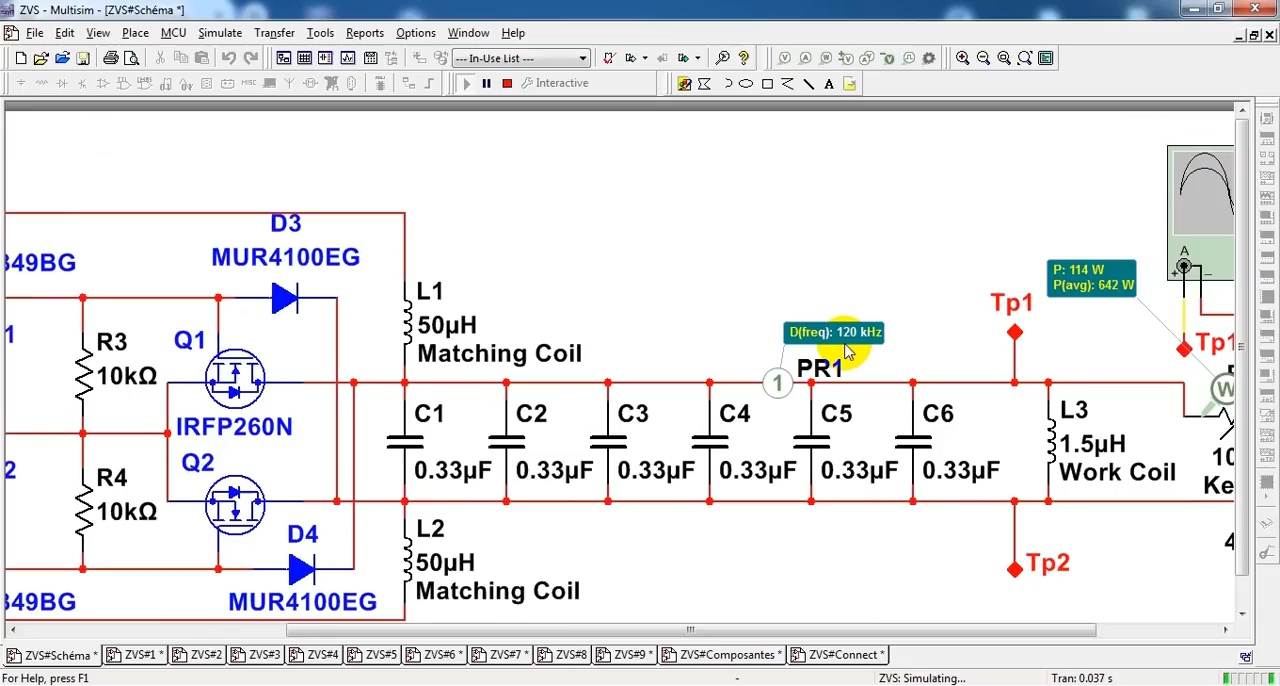 ZVS - Multisim - [ZVS#Schéma *]
File Edit View Place MCU Simulate Transfer Tools Reports Options Window Help
--- In-Use List ---
Interactive
D3
MUR4100EG
349BG
L1
50µH
Matching Coil
R3
10kΩ
Q1
IRFP260N
1
D(freq): 120 kHz
PR1
1
Tp1
P: 114 W
P(avg): 642 W
A
Tp1
W
C1
0.33µF
C2
0.33µF
C3
0.33µF
C4
0.33µF
C5
0.33µF
C6
0.33µF
L3
1.5µH
Work Coil
10
Ke
4
Q2
R4
10kΩ
2
D4
MUR4100EG
349BG
L2
50µH
Matching Coil
Tp2
ZVS#Schéma * ZVS#1 * ZVS#2 ZVS#3 ZVS#4 ZVS#5 ZVS#6 * ZVS#7 * ZVS#8 ZVS#9 * ZVS#Composantes * ZVS#Connect *
For Help, press F1 - ZVS: Simulating... Tran: 0.037 s